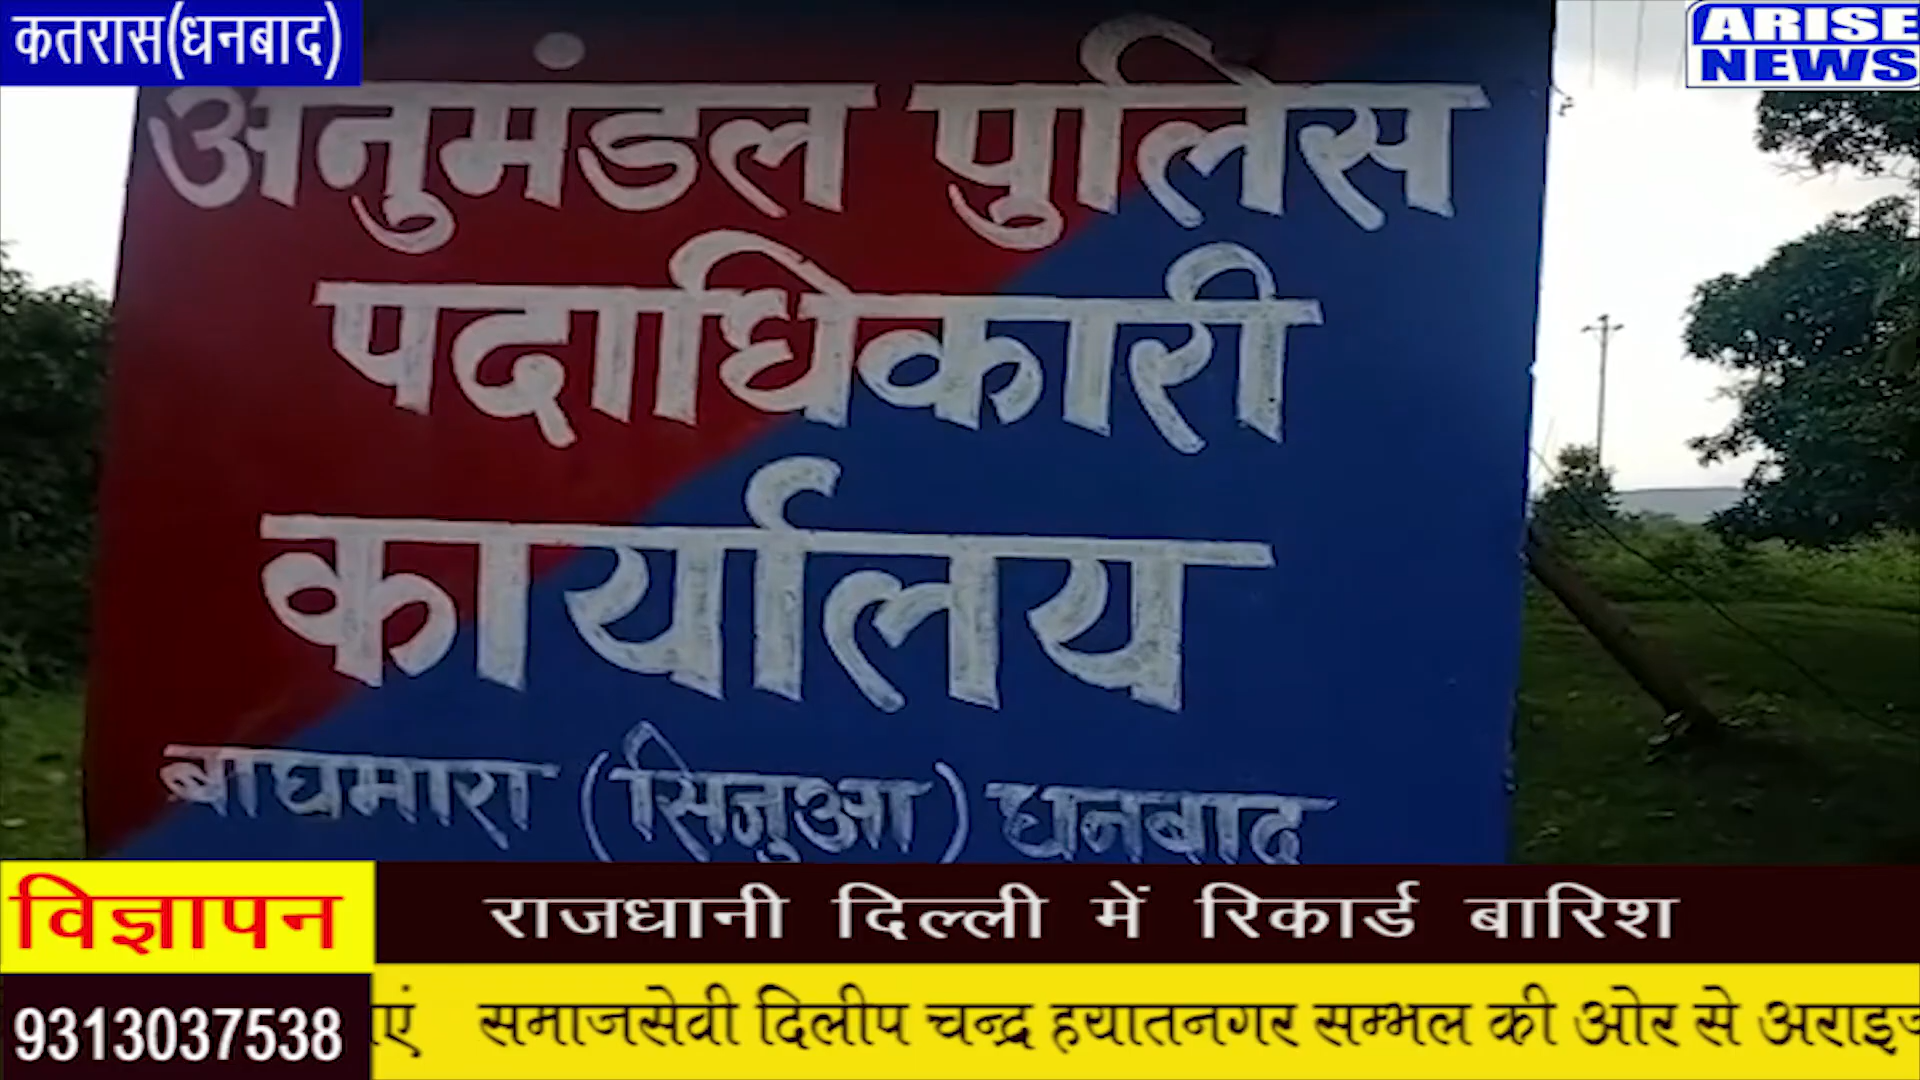 कतरास(धनबाद)
ARISE
NEWS
अनुमंडल पुलिस
पदाधिकारी
कार्यालय
बाघमारा (सिजुआ) धनबाद
विज्ञापन
राजधानी दिल्ली में रिकार्ड बारिश
9313037538
एं समाजसेवी दिलीप चन्द्र हयातनगर सम्भल की ओर से